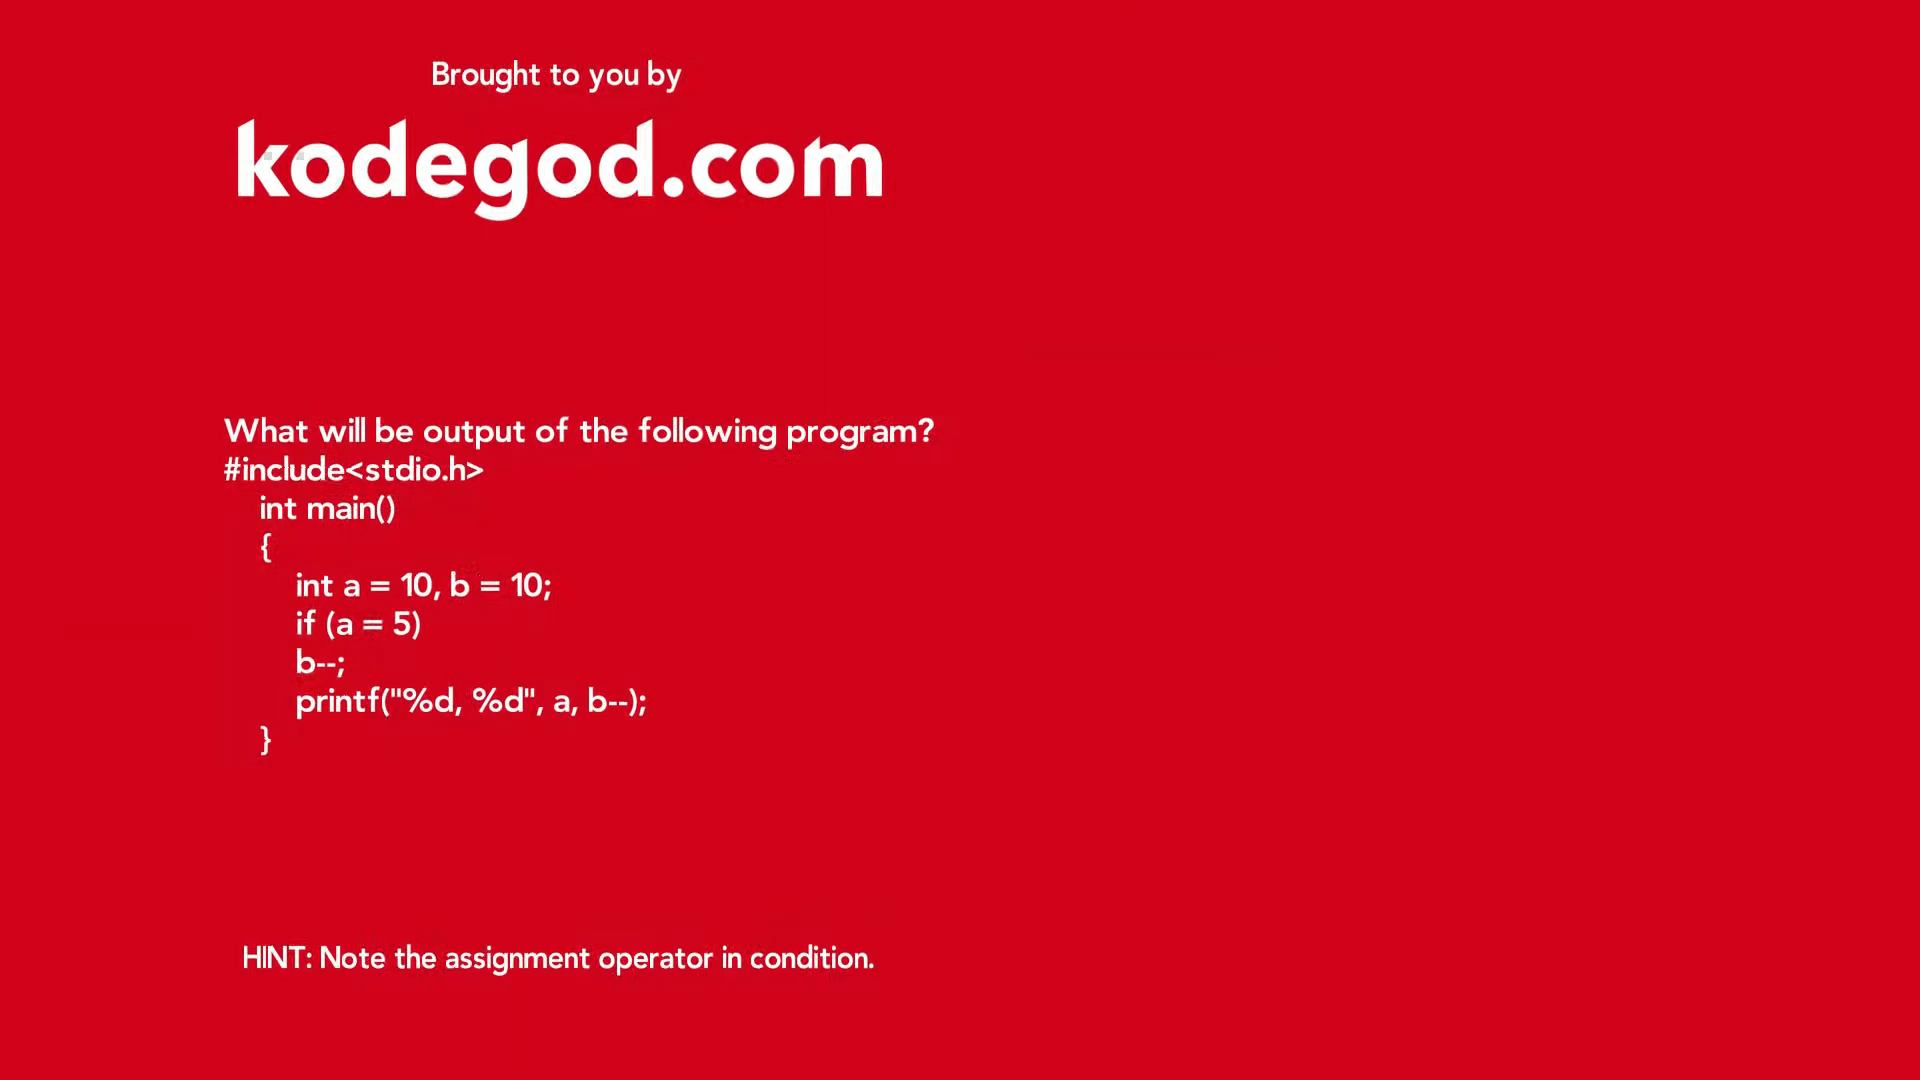 Brought to you by
kodegod.com
What will be output of the following program?
#include<stdio.h>
int main()
{
int a = 10, b = 10;
if (a = 5)
b--;
printf("%d, %d", a, b--);
}
HINT: Note the assignment operator in condition.